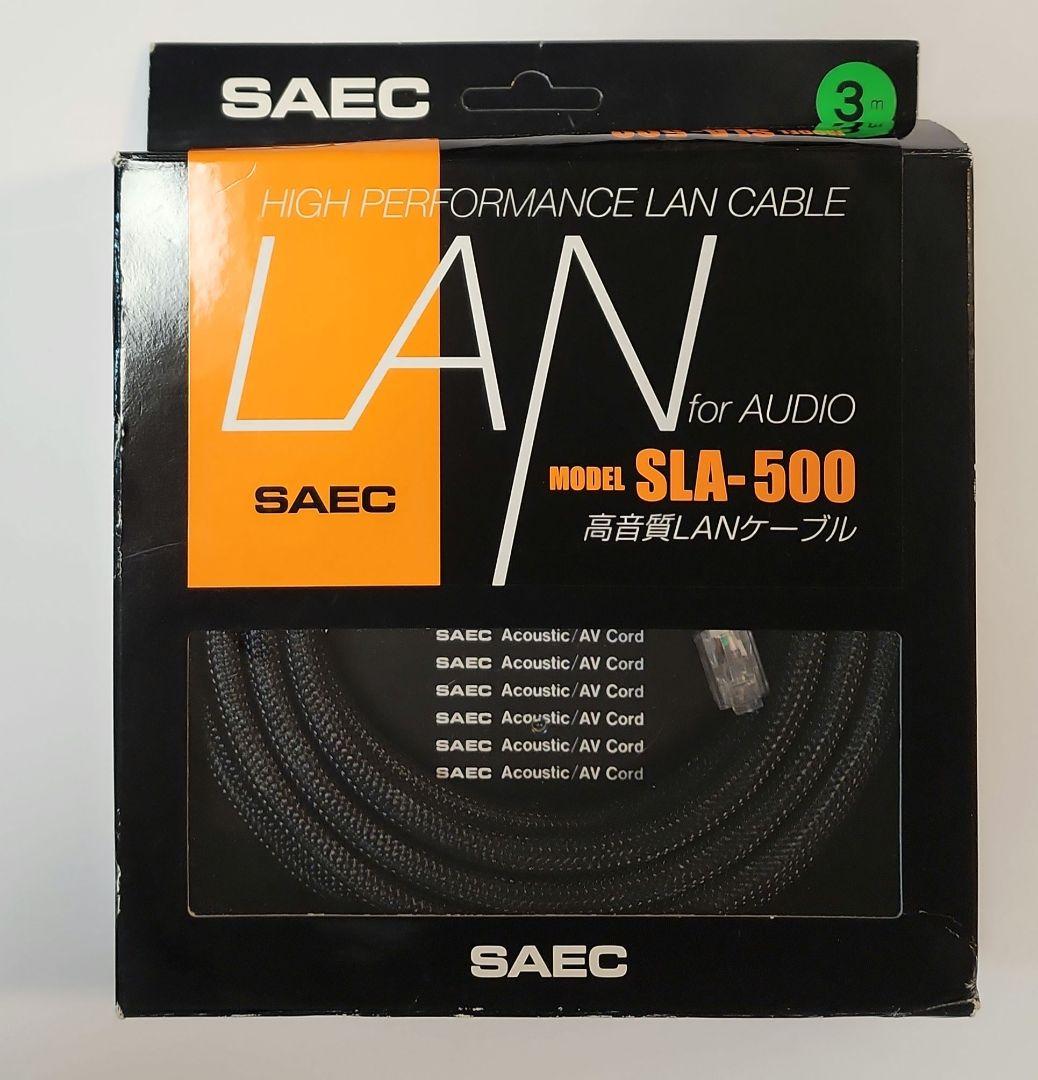 SAEC
3m
HIGH PERFORMANCE LAN CABLE
LAN
for AUDIO
MODEL SLA-500
SAEC
高音質LANケーブル
SAEC Acoustic/AV Cord
SAEC Acoustic/AV Cord
SAEC Acoustic/AV Cord
SAEC Acoustic/AV Cord
SAEC Acoustic/AV Cord
SAEC Acoustic/AV Cord
SAEC